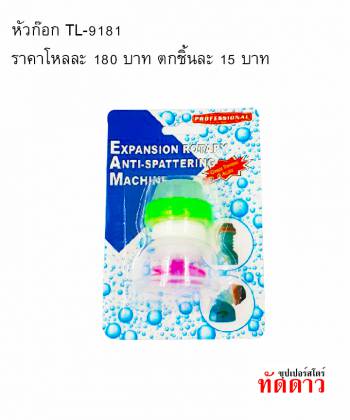 หัวก๊อก TL-9181
ราคาโหลละ 180 บาท ตกชิ้นละ 15 บาท
PROFESSIONAL
EXPANSION ROTARY
ANTI-SPATTERING
MACHINE
ซุปเปอร์สโตร์
ทัดดาว